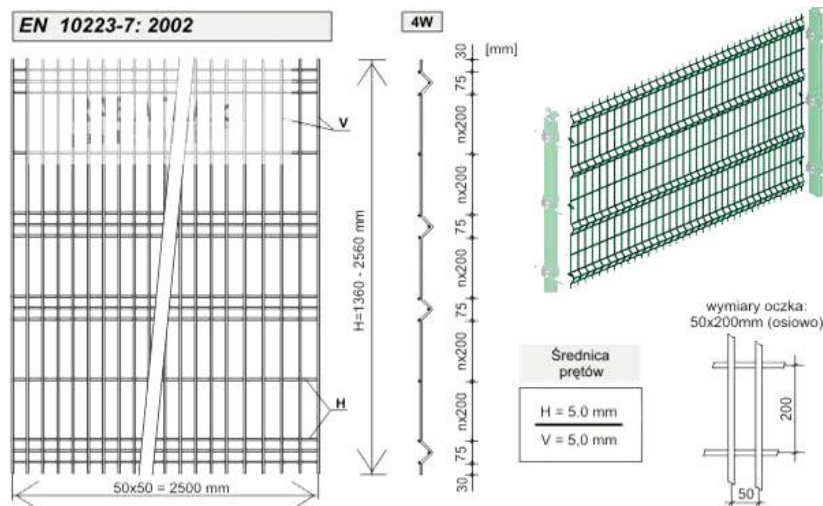 EN 10223-7: 2002
4W
[mm]
30
75
nx200
nx200
75
nx200
75
nx200
nx200
75
30
V
H
H=1360 - 2560 mm
50x50 = 2500 mm
wymiary oczka:
50x200mm (osiowo)
200
50
Średnica
prętów
H = 5.0 mm
V = 5,0 mm